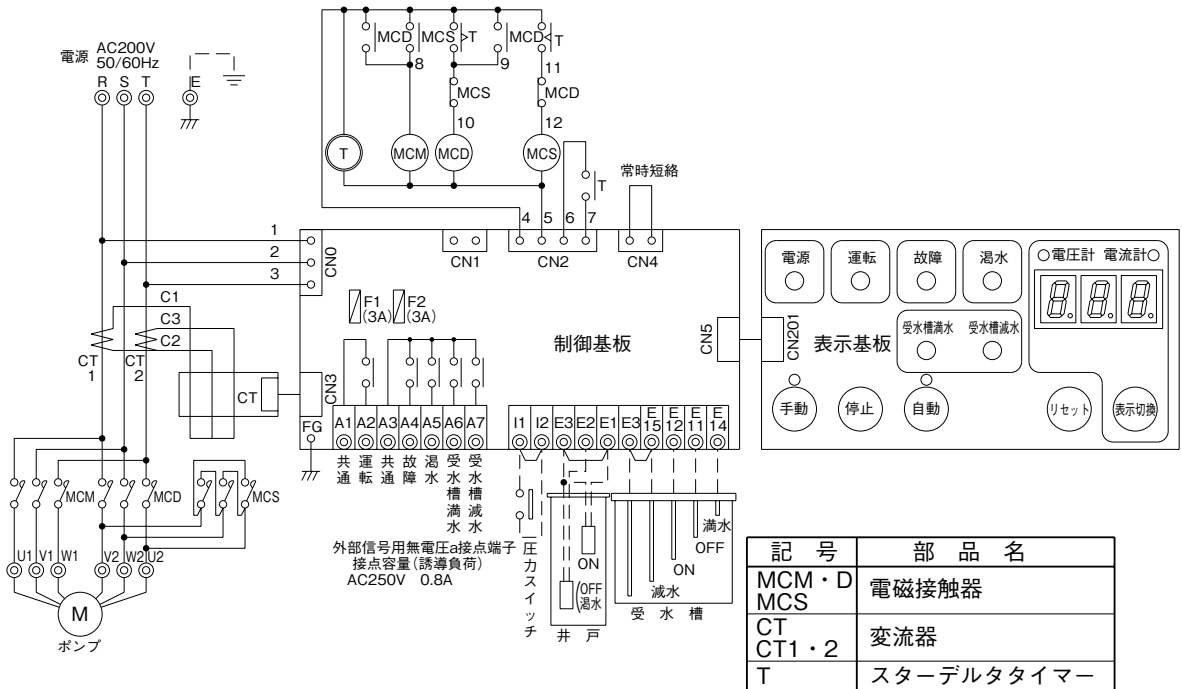 電源 AC200V
50/60Hz
R S T E
MCD MCS T MCD T
8 9 11
MCS MCD
10 12
T MCM MCD MCS
T
常時短絡
4 5 6 7
1
2
3
CN0
CN1 CN2 CN4
C1
C3
C2
CT
1
CT
2
CT
CN3
FG
F1
(3A)
F2
(3A)
制御基板
CN5
CN201
表示基板
電源 運転 故障 渇水
電圧計 電流計
8.8.8.
受水槽満水 受水槽減水
手動 停止 自動 リセット 表示切換
A1 A2 A3 A4 A5 A6 A7
I1 I2 E3 E2 E1 E3 E15 E12 E11 E14
共通 運転 共通 故障 渇水 受水槽満水 受水槽減水
外部信号用無電圧a接点端子
接点容量(誘導負荷)
AC250V 0.8A
圧力スイッチ
ON
OFF
渇水
井戸
満水
OFF
ON
減水
受水槽
MCM MCD MCS
U1 V1 W1 V2 W2 U2
M
ポンプ
記号 部品名
MCM・D
MCS
電磁接触器
CT
CT1・2
変流器
T スターデルタタイマー